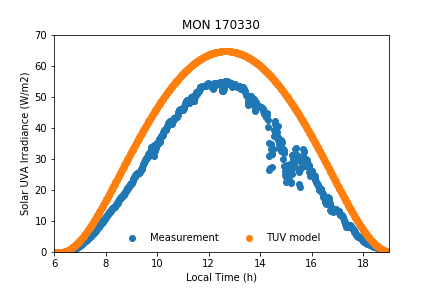 MON 170330
Solar UVA Irradiance (W/m2)
70
60
50
40
30
20
10
0
Measurement
TUV model
6 8 10 12 14 16 18
Local Time (h)